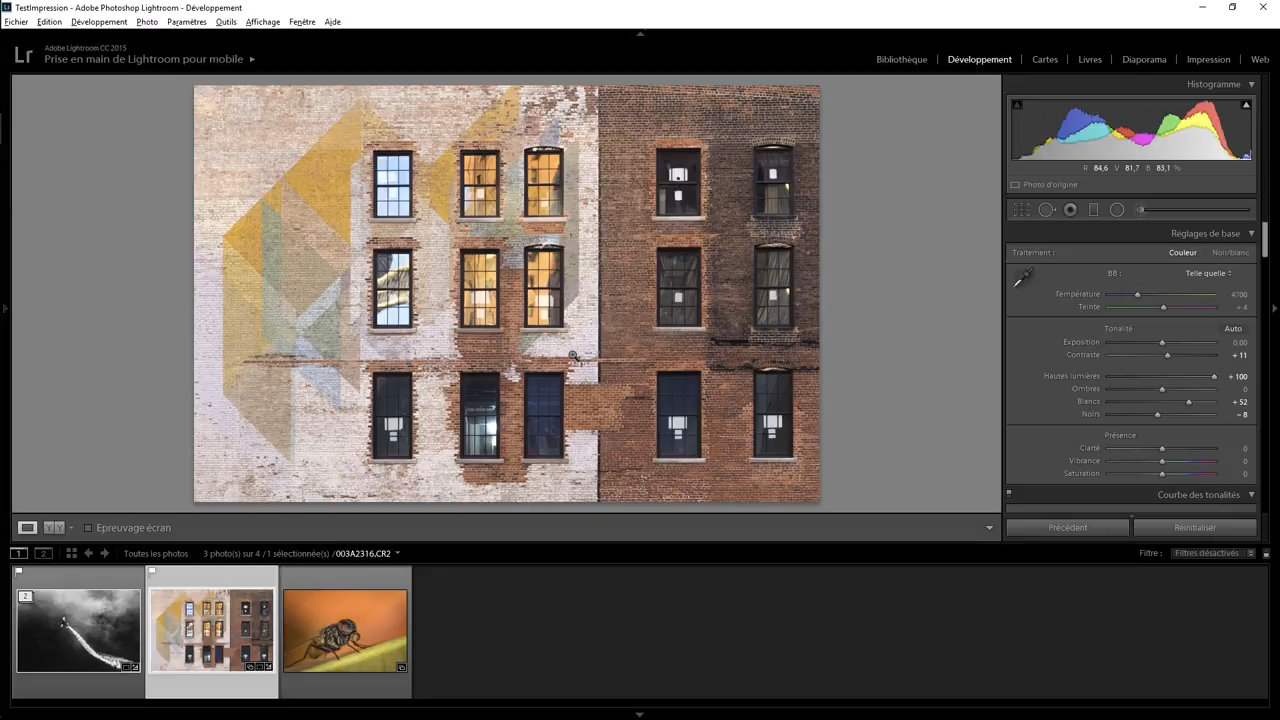 TestImpression - Adobe Photoshop Lightroom - Développement
Fichier Edition Développement Photo Paramètres Outils Affichage Fenêtre Aide
Lr
Adobe Lightroom CC 2015
Prise en main de Lightroom pour mobile
Bibliothèque Développement Cartes Livres Diaporama Impression Web
Histogramme
R 84,6 V 81,7 B 83,1 %
Photo d'origine
Réglages de base
Traitement : Couleur Noir/blanc
BB : Telle quelle
Température 4700
Teinte + 4
Tonalité Auto
Exposition 0,00
Contraste + 11
Hautes lumières + 100
Ombres 0
Blancs + 52
Noirs – 8
Présence
Clarté 0
Vibrance 0
Saturation 0
Courbe des tonalités
YY Epreuvage écran
Précédent Réinitialiser
1 2 Toutes les photos 3 photo(s) sur 4 /1 sélectionnée(s) /003A2316.CR2
Filtre : Filtres désactivés
2